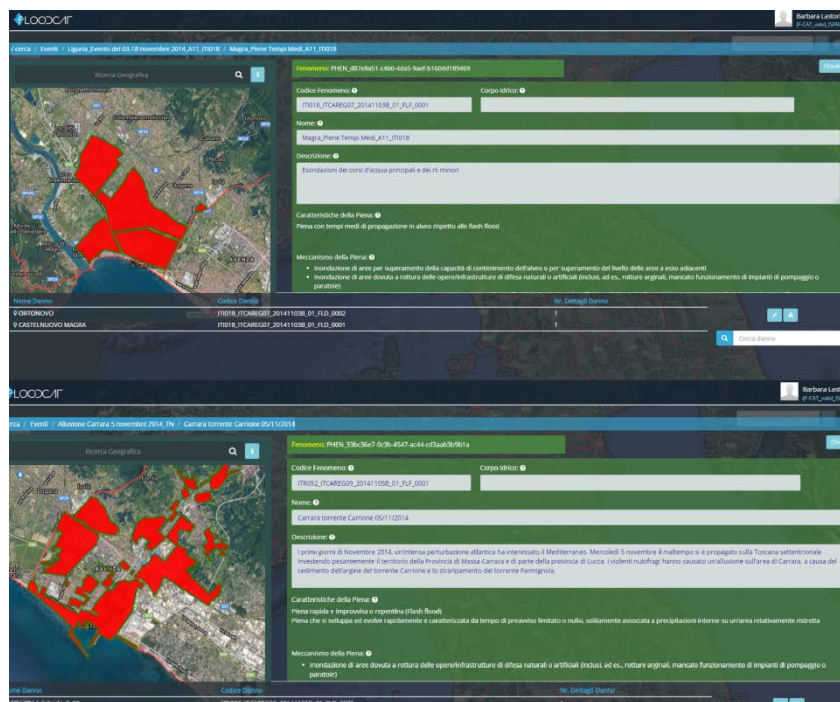 FLOODCAT
Barbara Lastor
(F-CAT_valid_ISPRA
cerca / Eventi / Liguria_Evento del 03-18 novembre 2014_A11_ITI018 / Magra_Piene Tempi Medi_A11_ITI018
Ricerca Geografica
Fenomeno: PHEN_d87e8a51-c4b0-4da5-9aef-b1604d189469
Codice Fenomeno:
Corpo idrico:
ITI018_ITCAREG07_20141103B_01_FLF_0001
Nome:
Magra_Piene Tempi Medi_A11_ITI018
Descrizione:
Esondazioni dei corsi d'acqua principali e dei rii minori
Caratteristiche della Piena:
Piena con tempi medi di propagazione in alveo rispetto alle flash flood
Meccanismo della Piena:
• Inondazione di aree per superamento della capacità di contenimento dell'alveo o per superamento del livello delle aree a esso adiacenti
• Inondazione di aree dovuta a rottura delle opere/infrastrutture di difesa naturali o artificiali (inclusi, ad es., rotture arginali, mancato funzionamento di impianti di pompaggio o
paratoie)
AVENZA
Nome Danno Codice Danno Nr. Dettagli Danno
ORTONOVO ITI018_ITCAREG07_20141103B_01_FLD_0002 1
CASTELNUOVO MAGRA ITI018_ITCAREG07_20141103B_01_FLD_0001 1
Cerca danno
FLOODCAT
Barbara Last
cerca / Eventi / Alluvione Carrara 5 novembre 2014_TN / Carrara torrente Carrione 05/11/2014
Ricerca Geografica
Fenomeno: PHEN_33bc36e7-0c3b-4547-ac44-cd3aab3b9b1a
Codice Fenomeno:
Corpo idrico:
ITR092_ITCAREG09_20141105B_01_FLF_0001
Nome:
Carrara torrente Carrione 05/11/2014
Descrizione:
I primi giorni di Novembre 2014, un'intensa perturbazione atlantica ha interessato il Mediterraneo. Mercoledì 5 novembre il maltempo si è propagato sulla Toscana settentrionale
investendo pesantemente il territorio della Provincia di Massa Carrara e di parte della provincia di Lucca. I violenti nubifragi hanno causato un'alluvione sull'area di Carrara, a causa del
cedimento dell'argine del torrente Carrione e lo straripamento del torrente Parmignola.
Caratteristiche della Piena:
Piena rapida e improvvisa o repentina (Flash flood)
Piena che si sviluppa ed evolve rapidamente e caratterizzata da tempo di preavviso limitato o nullo, solitamente associata a precipitazioni intense su un'area relativamente ristretta
Meccanismo della Piena:
• Inondazione di aree dovuta a rottura delle opere/infrastrutture di difesa naturali o artificiali (inclusi, ad es., rotture arginali, mancato funzionamento di impianti di pompaggio o
paratoie)
AVENZA
Nome Danno Codice Danno Nr. Dettagli Danno